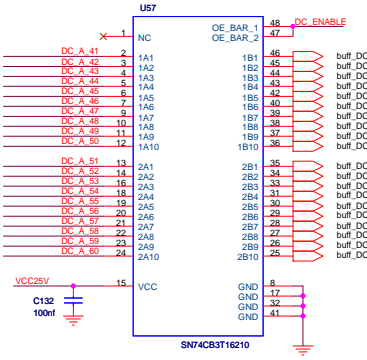 U57
1 NC OE_BAR_1 48 DC_ENABLE
OE_BAR_2 47
DC_A_41 2 1A1 1B1 46 buff_DC
DC_A_42 3 1A2 1B2 45 buff_DC
DC_A_43 4 1A3 1B3 44 buff_DC
DC_A_44 5 1A4 1B4 43 buff_DC
DC_A_45 6 1A5 1B5 42 buff_DC
DC_A_46 7 1A6 1B6 40 buff_DC
DC_A_47 9 1A7 1B7 39 buff_DC
DC_A_48 10 1A8 1B8 38 buff_DC
DC_A_49 11 1A9 1B9 37 buff_DC
DC_A_50 12 1A10 1B10 36 buff_DC
DC_A_51 13 2A1 2B1 35 buff_DC
DC_A_52 14 2A2 2B2 34 buff_DC
DC_A_53 16 2A3 2B3 33 buff_DC
DC_A_54 18 2A4 2B4 31 buff_DC
DC_A_55 19 2A5 2B5 30 buff_DC
DC_A_56 20 2A6 2B6 29 buff_DC
DC_A_57 21 2A7 2B7 28 buff_DC
DC_A_58 22 2A8 2B8 27 buff_DC
DC_A_59 23 2A9 2B9 26 buff_DC
DC_A_60 24 2A10 2B10 25 buff_DC
VCC25V 15 VCC GND 8
C132 GND 17
100nf GND 32
GND 41
SN74CB3T16210